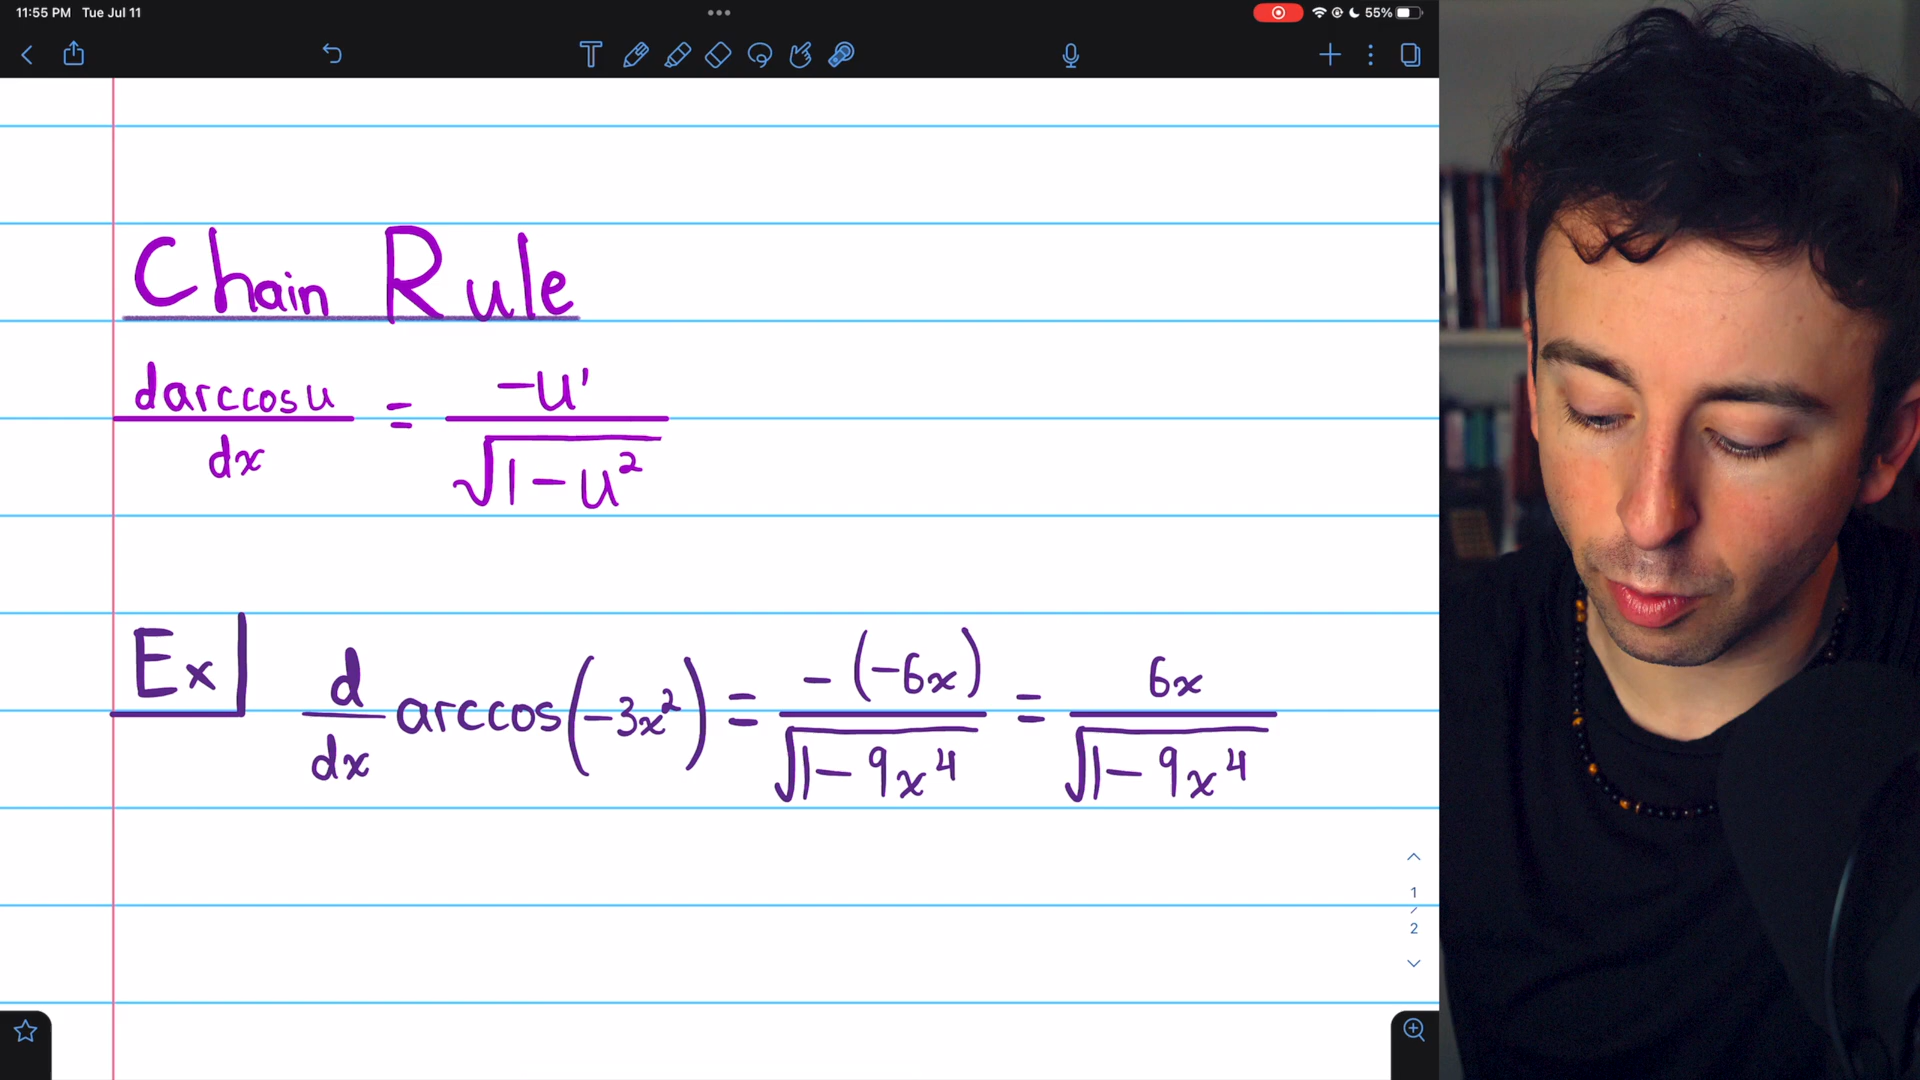 11:55 PM Tue Jul 11
55%
Chain Rule
d arccos u / dx = -u' / √(1-u²)
Ex d/dx arccos(-3x²) = -(-6x) / √(1-9x⁴) = 6x / √(1-9x⁴)
1
/
2